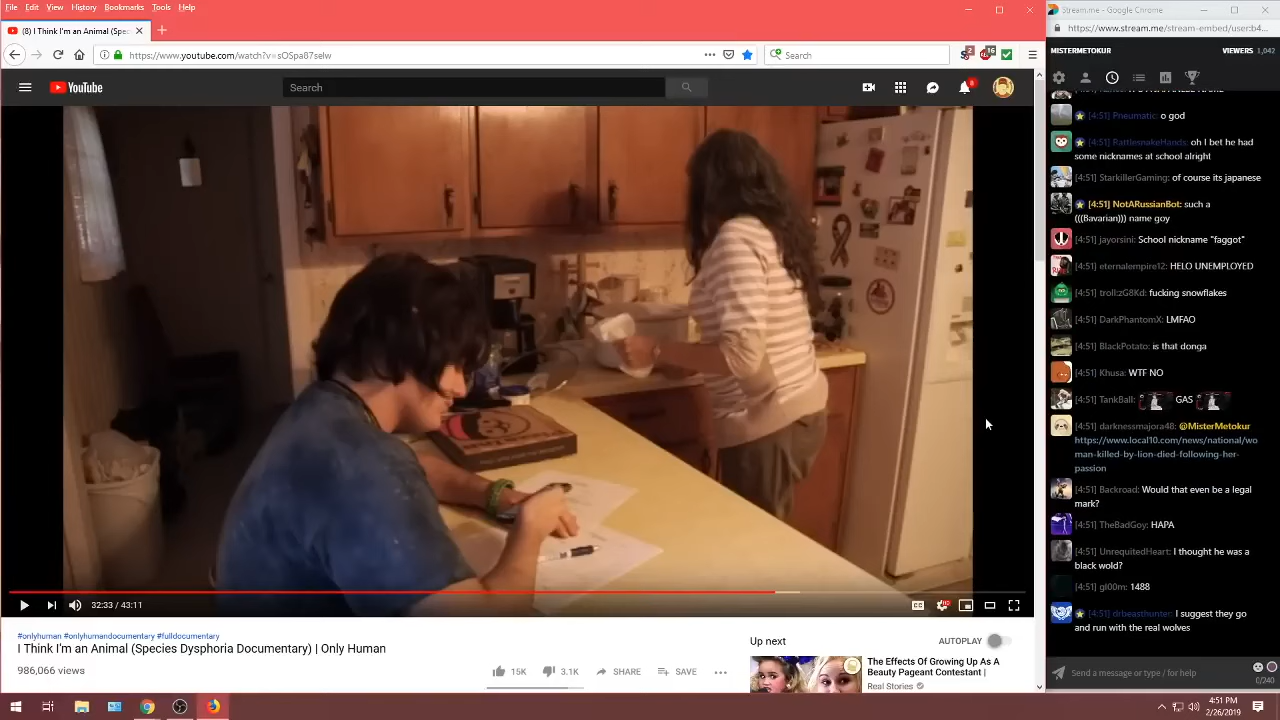 File Edit View History Bookmarks Tools Help
(8) I Think I'm an Animal (Spec
https://www.youtube.com/watch?v=sOSpa87selw
Search
YouTube
Search
32:33 / 43:11
#onlyhuman #onlyhumandocumentary #fulldocumentary
I Think I'm an Animal (Species Dysphoria Documentary) | Only Human
986,066 views
15K
3.1K
SHARE
SAVE
Up next
AUTOPLAY
The Effects Of Growing Up As A
Beauty Pageant Contestant |
Real Stories
Stream.me - Google Chrome
https://www.stream.me/stream-embed/user:b4...
MISTERMETOKUR
VIEWERS 1,042
[4:51] Pneumatic: o god
[4:51] RattlesnakeHands: oh I bet he had
some nicknames at school alright
[4:51] StarkillerGaming: of course its japanese
[4:51] NotARussianBot: such a
(((Bavarian))) name goy
[4:51] jayorsini: School nickname "faggot"
[4:51] eternalempire12: HELO UNEMPLOYED
[4:51] troll:zG8Kd: fucking snowflakes
[4:51] DarkPhantomX: LMFAO
[4:51] BlackPotato: is that donga
[4:51] Khusa: WTF NO
[4:51] TankBall: GAS
[4:51] darknessmajora48: @MisterMetokur
https://www.local10.com/news/national/wo
man-killed-by-lion-died-following-her-
passion
[4:51] Backroad: Would that even be a legal
mark?
[4:51] TheBadGoy: HAPA
[4:51] UnrequitedHeart: I thought he was a
black wold?
[4:51] gl00m: 1488
[4:51] drbeasthunter: I suggest they go
and run with the real wolves
Send a message or type / for help
0/240
4:51 PM
2/26/2019